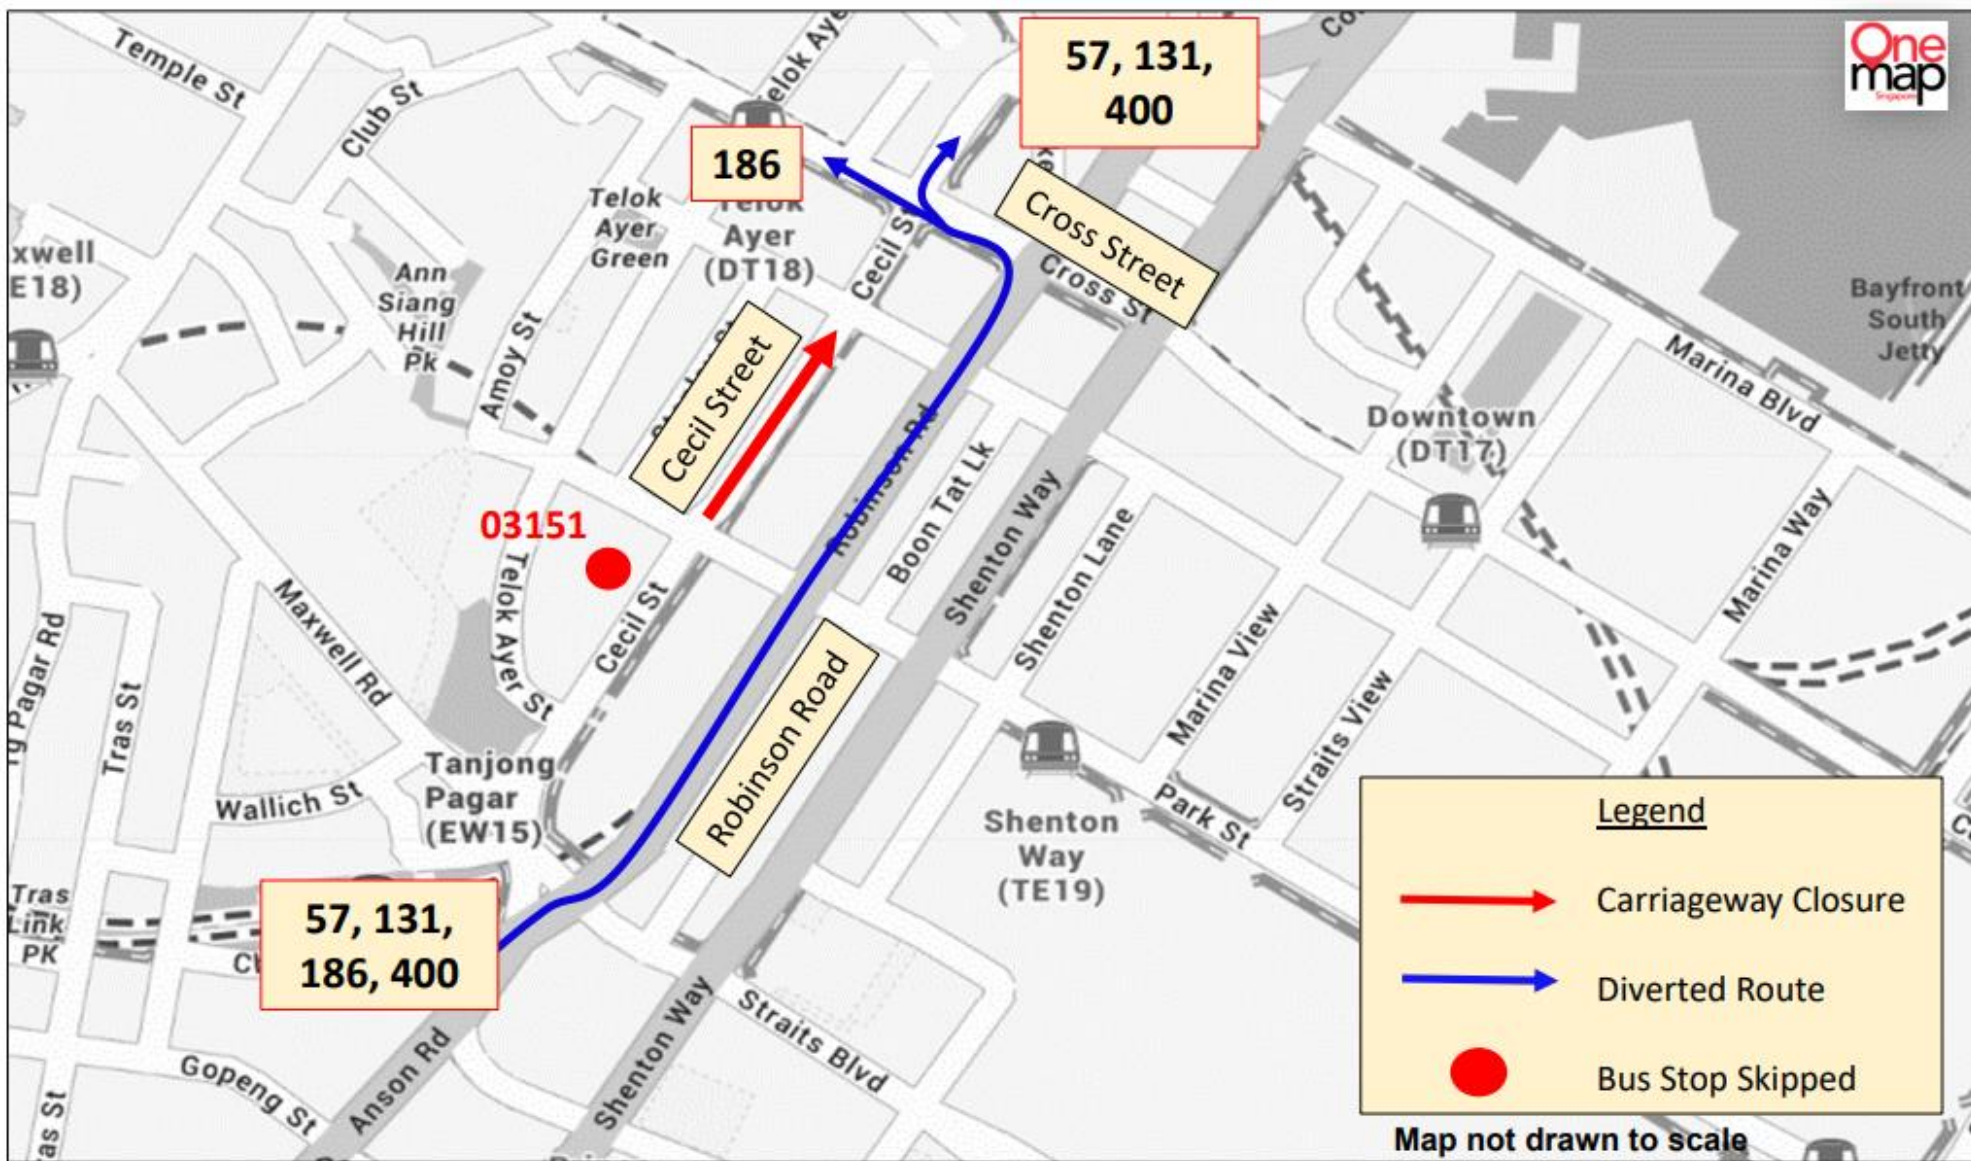 Temple St
Club St
57, 131,
400
One
map
Singapore
186
Telok
Ayer
Green
Telok
Ayer
(DT18)
Cecil St
Cross Street
Cross St
xwell
E18)
Ann
Siang
Hill
Pk
Amoy St
Cecil Street
Robinson Rd
Boon Tat Lk
Bayfront
South
Jetty
Marina Blvd
Downtown
(DT17)
03151
Telok Ayer St
Cecil St
Maxwell Rd
Shenton Way
Shenton Lane
Marina View
Marina Way
Straits View
g Pagar Rd
Tras St
Wallich St
Tanjong
Pagar
(EW15)
Robinson Road
Shenton
Way
(TE19)
Park St
Tras
Link
PK
57, 131,
186, 400
Anson Rd
Shenton Way
Straits Blvd
Gopeng St
as St
Legend
Carriageway Closure
Diverted Route
Bus Stop Skipped
Map not drawn to scale